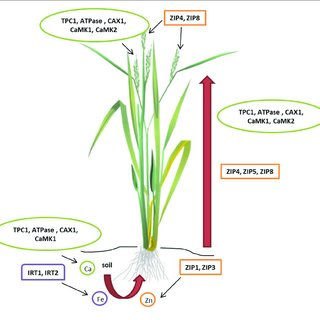 TPC1, ATPase , CAX1,
CaMK1, CaMK2
ZIP4, ZIP8
TPC1, ATPase , CAX1,
CaMK1, CaMK2
ZIP4, ZIP5, ZIP8
TPC1, ATPase , CAX1,
CaMK1
IRT1, IRT2
Ca
soil
ZIP1, ZIP3
Fe
Zn